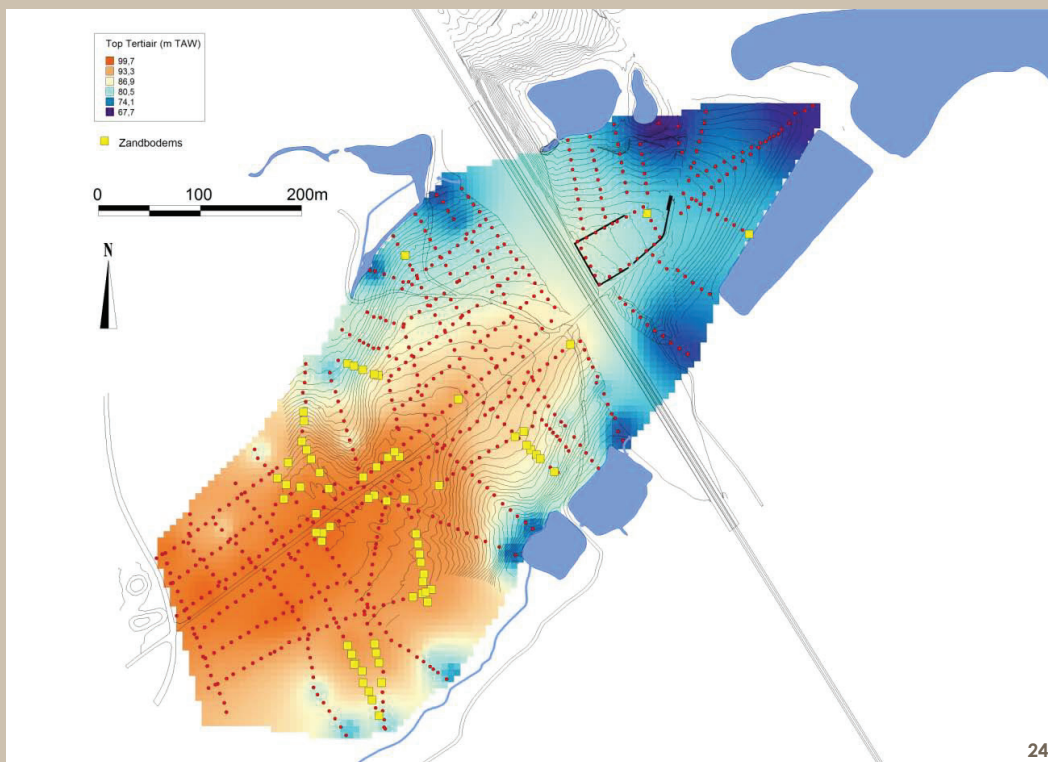 Top Tertiair (m TAW)
99,7
93,3
86,9
80,5
74,1
67,7
Zandbodems
0 100 200m
N
24